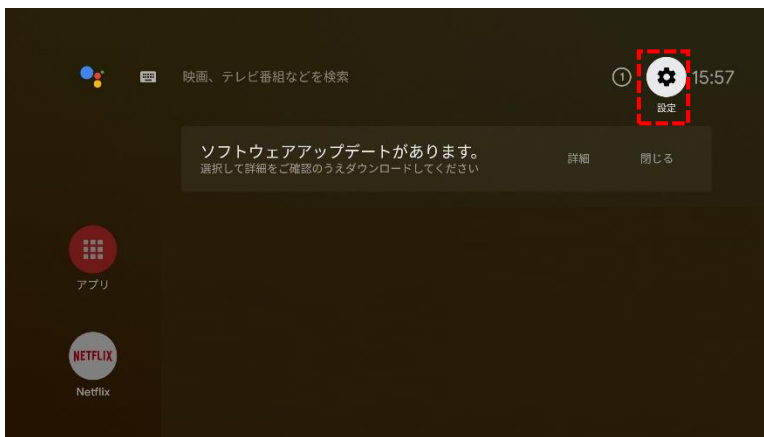 映画、テレビ番組などを検索
1
15:57
設定
ソフトウェアアップデートがあります。
選択して詳細をご確認のうえダウンロードしてください
詳細
閉じる
アプリ
NETFLIX
Netflix